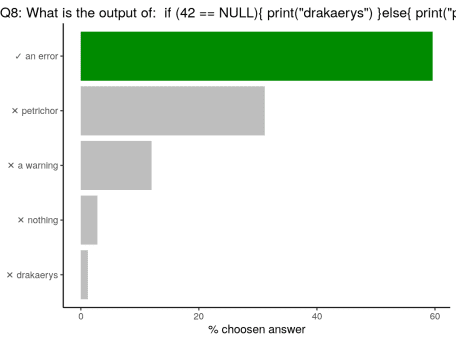 Q8: What is the output of:  if (42 == NULL){ print("drakaerys") }else{ print("p
✓ an error
✕ petrichor
✕ a warning
✕ nothing
✕ drakaerys
0 20 40 60
% choosen answer